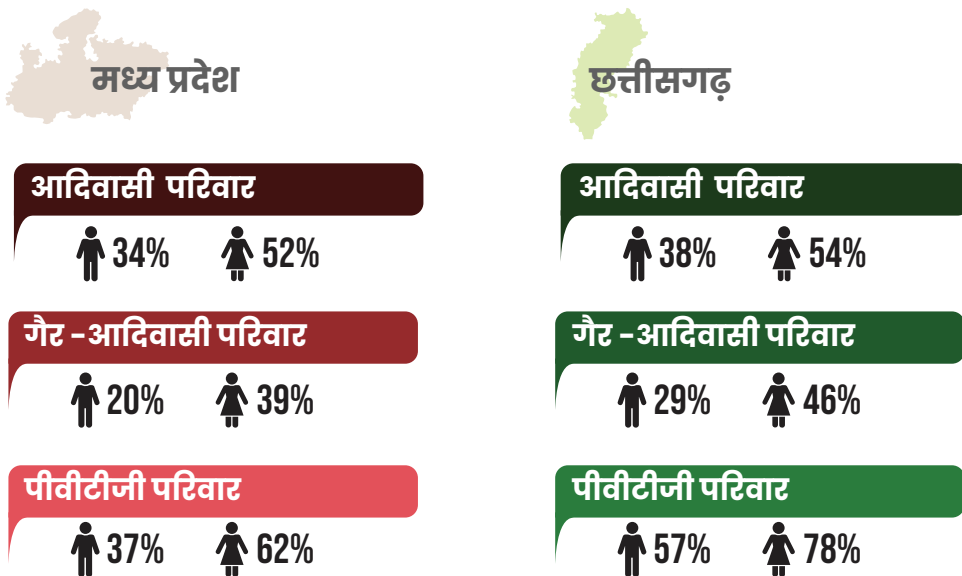 मध्य प्रदेश
आदिवासी परिवार
34% 52%
गैर -आदिवासी परिवार
20% 39%
पीवीटीजी परिवार
37% 62%
छत्तीसगढ़
आदिवासी परिवार
38% 54%
गैर -आदिवासी परिवार
29% 46%
पीवीटीजी परिवार
57% 78%